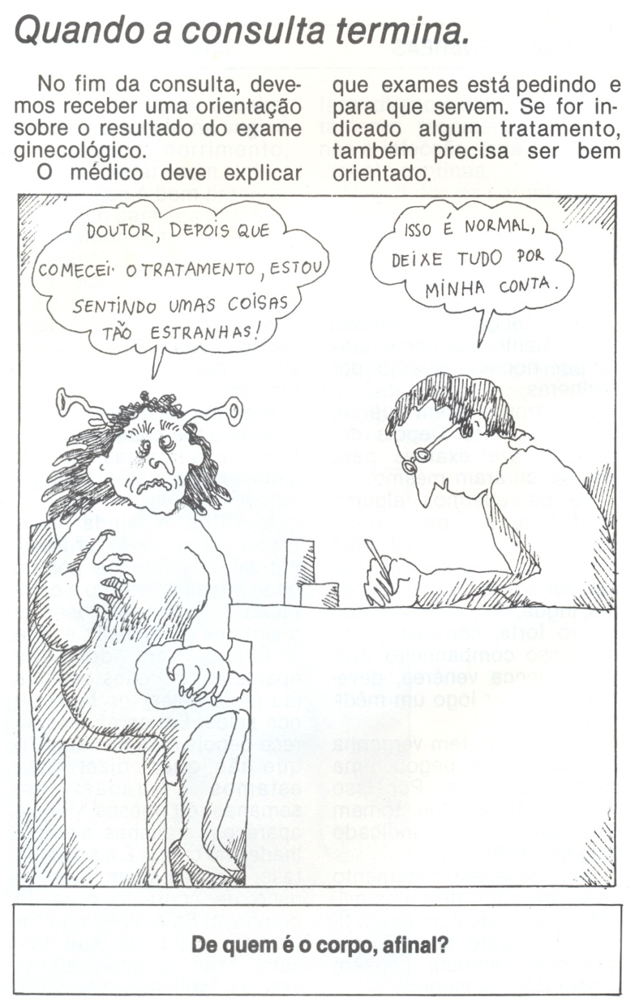 Quando a consulta termina.
No fim da consulta, deve-
mos receber uma orientação
sobre o resultado do exame
ginecológico.
O médico deve explicar
que exames está pedindo e
para que servem. Se for in-
dicado algum tratamento,
também precisa ser bem
orientado.
DOUTOR, DEPOIS QUE
COMECEI O TRATAMENTO, ESTOU
SENTINDO UMAS COISAS
TÃO ESTRANHAS!
ISSO É NORMAL,
DEIXE TUDO POR
MINHA CONTA.
De quem é o corpo, afinal?